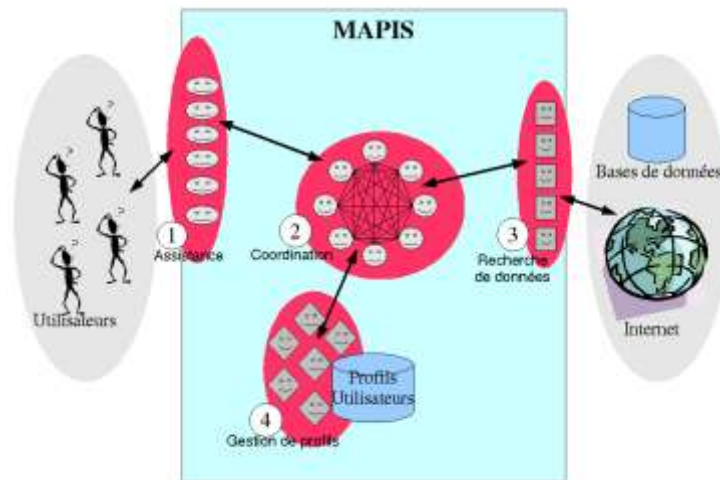 MAPIS
Utilisateurs
1
Assistance
2
Coordination
3
Recherche
de données
Bases de données
Internet
4
Gestion de profils
Profils
Utilisateurs